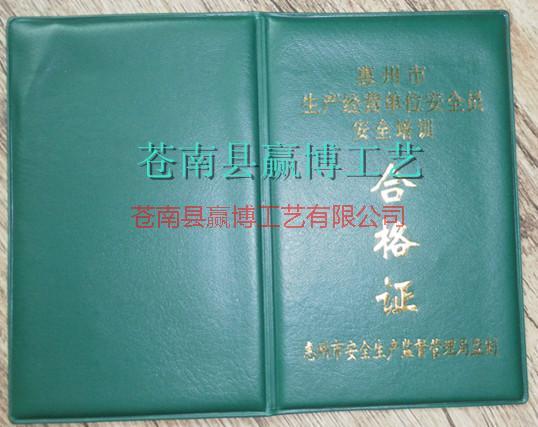 惠州市
生产经营单位安全员
安全培训
苍南县赢博工艺
合
苍南县赢博工艺有限公司
格
证
惠州市安全生产监督管理局监制